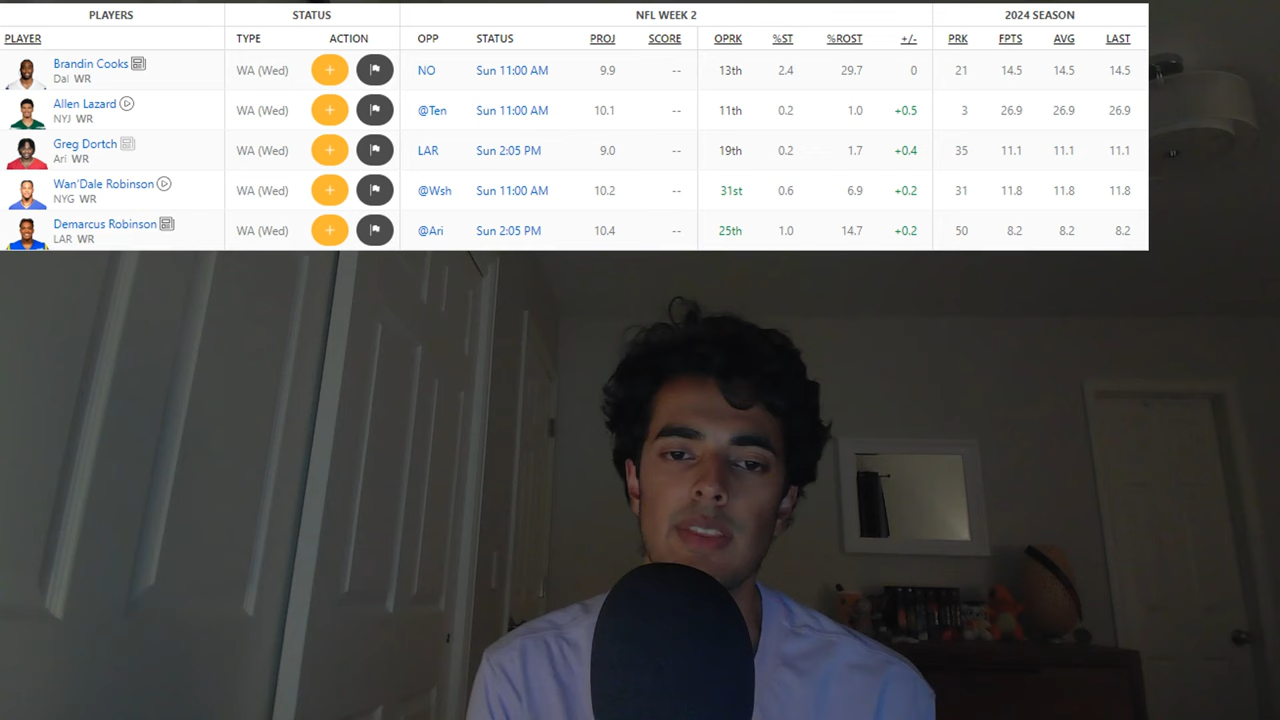 PLAYERS STATUS NFL WEEK 2 2024 SEASON
PLAYER TYPE ACTION OPP STATUS PROJ SCORE OPRK %ST %ROST +/- PRK FPTS AVG LAST
Brandin Cooks
Dal WR WA (Wed) + NO Sun 11:00 AM 9.9 -- 13th 2.4 29.7 0 21 14.5 14.5 14.5
Allen Lazard
NYJ WR WA (Wed) + @Ten Sun 11:00 AM 10.1 -- 11th 0.2 1.0 +0.5 3 26.9 26.9 26.9
Greg Dortch
Ari WR WA (Wed) + LAR Sun 2:05 PM 9.0 -- 19th 0.2 1.7 +0.4 35 11.1 11.1 11.1
Wan'Dale Robinson
NYG WR WA (Wed) + @Wsh Sun 11:00 AM 10.2 -- 31st 0.6 6.9 +0.2 31 11.8 11.8 11.8
Demarcus Robinson
LAR WR WA (Wed) + @Ari Sun 2:05 PM 10.4 -- 25th 1.0 14.7 +0.2 50 8.2 8.2 8.2